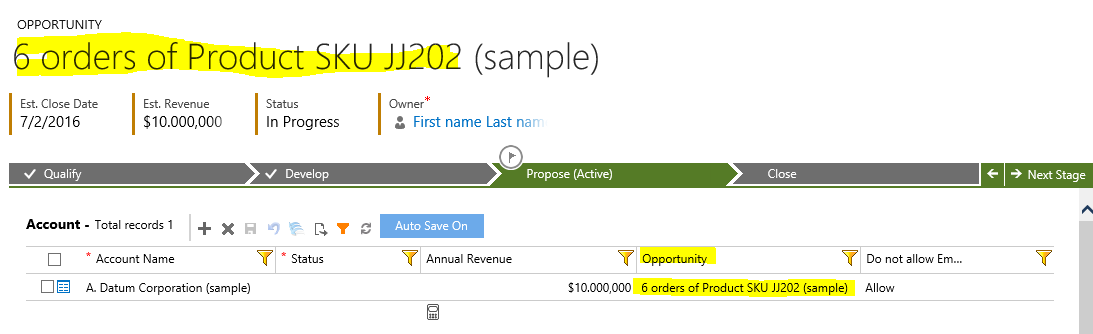 OPPORTUNITY
6 orders of Product SKU JJ202 (sample)
Est. Close Date Est. Revenue Status Owner*
7/2/2016 $10.000,000 In Progress First name Last nam
Qualify Develop Propose (Active) Close Next Stage
Account - Total records 1 Auto Save On
* Account Name * Status Annual Revenue Opportunity Do not allow Em...
A. Datum Corporation (sample) $10.000,000 6 orders of Product SKU JJ202 (sample) Allow